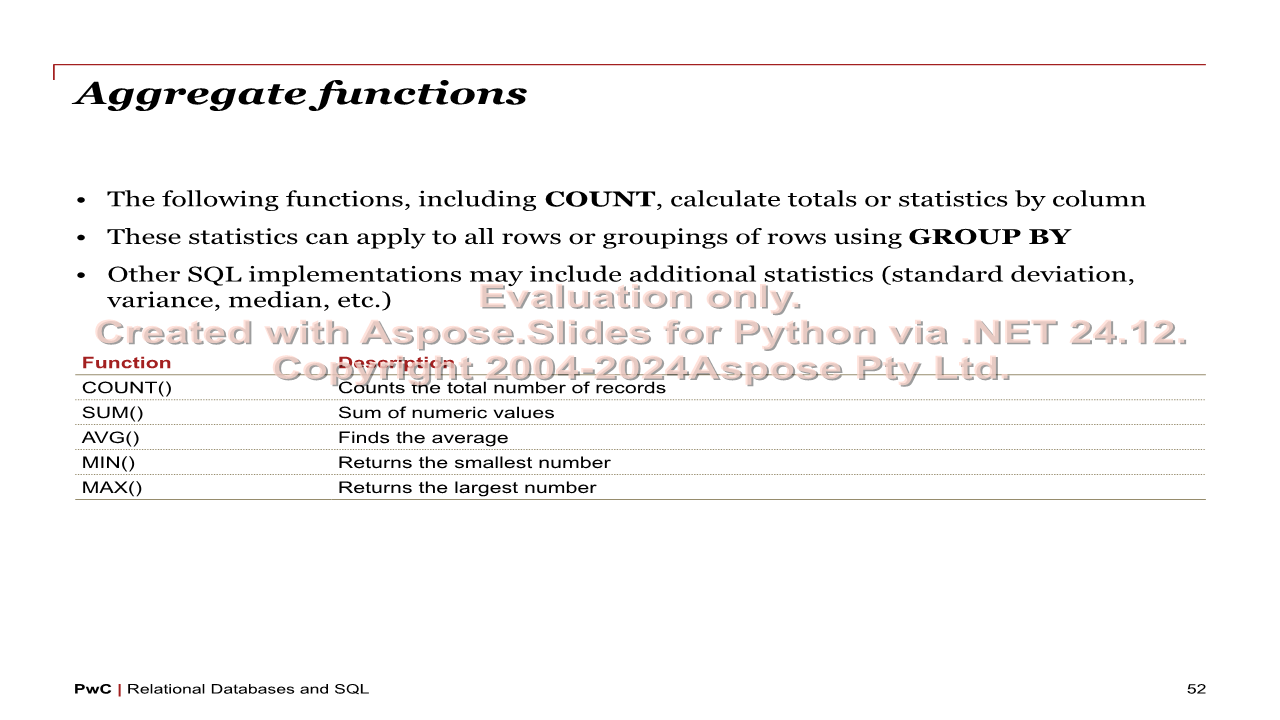 Aggregate functions
• The following functions, including COUNT, calculate totals or statistics by column
• These statistics can apply to all rows or groupings of rows using GROUP BY
• Other SQL implementations may include additional statistics (standard deviation,
variance, median, etc.)
Evaluation only.
Created with Aspose.Slides for Python via .NET 24.12.
Copyright 2004-2024Aspose Pty Ltd.
Function Description
COUNT() Counts the total number of records
SUM() Sum of numeric values
AVG() Finds the average
MIN() Returns the smallest number
MAX() Returns the largest number
PwC | Relational Databases and SQL 52